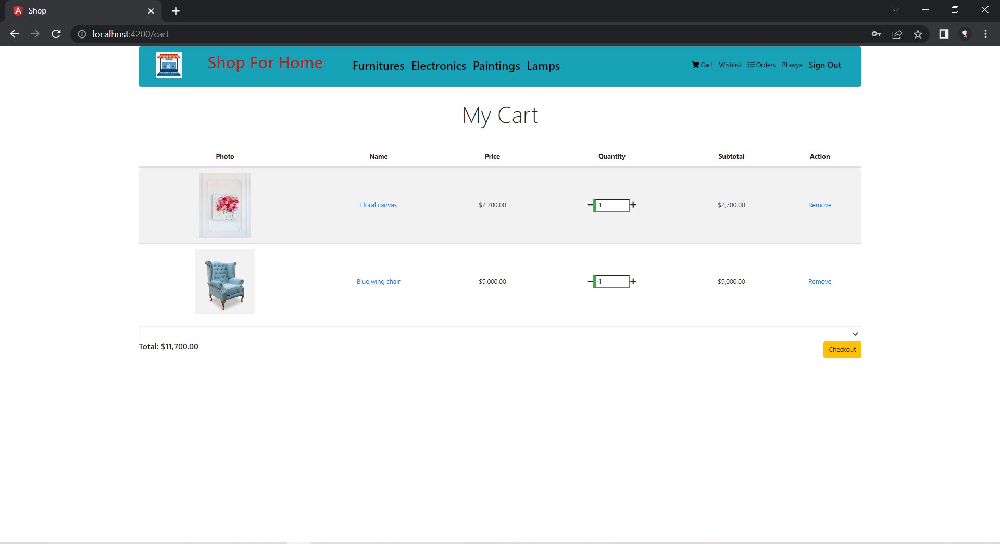 Shop
localhost:4200/cart
Shop For Home Furnitures Electronics Paintings Lamps Cart Wishlist Orders Bhavya Sign Out
My Cart
Photo Name Price Quantity Subtotal Action
Floral canvas $2,700.00 1 $2,700.00 Remove
Blue wing chair $9,000.00 1 $9,000.00 Remove
Total: $11,700.00 Checkout